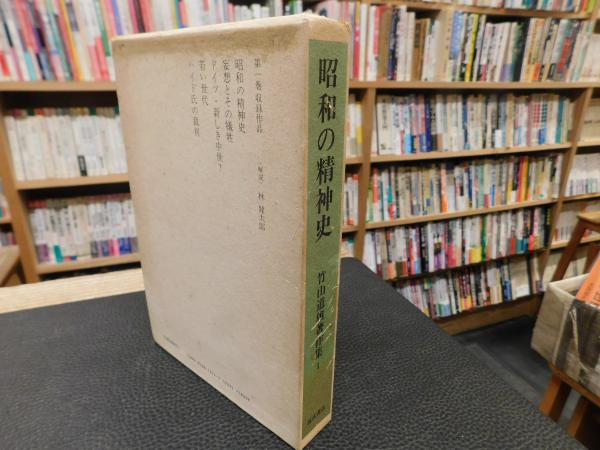 第一巻 収録作品
昭和の精神史
妄想とその犠牲
ドイツ・新しき中世?
若い世代
ハイド氏の裁判
〈解説〉 林 健太郎
昭和の精神史
竹山道雄著作集 1